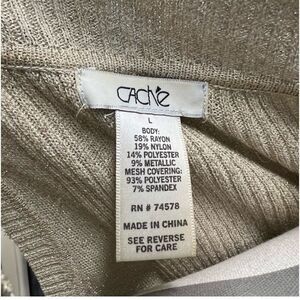 CAChé
L
BODY:
58% RAYON
19% NYLON
14% POLYESTER
9% METALLIC
MESH COVERING:
93% POLYESTER
7% SPANDEX
RN # 74578
MADE IN CHINA
SEE REVERSE
FOR CARE